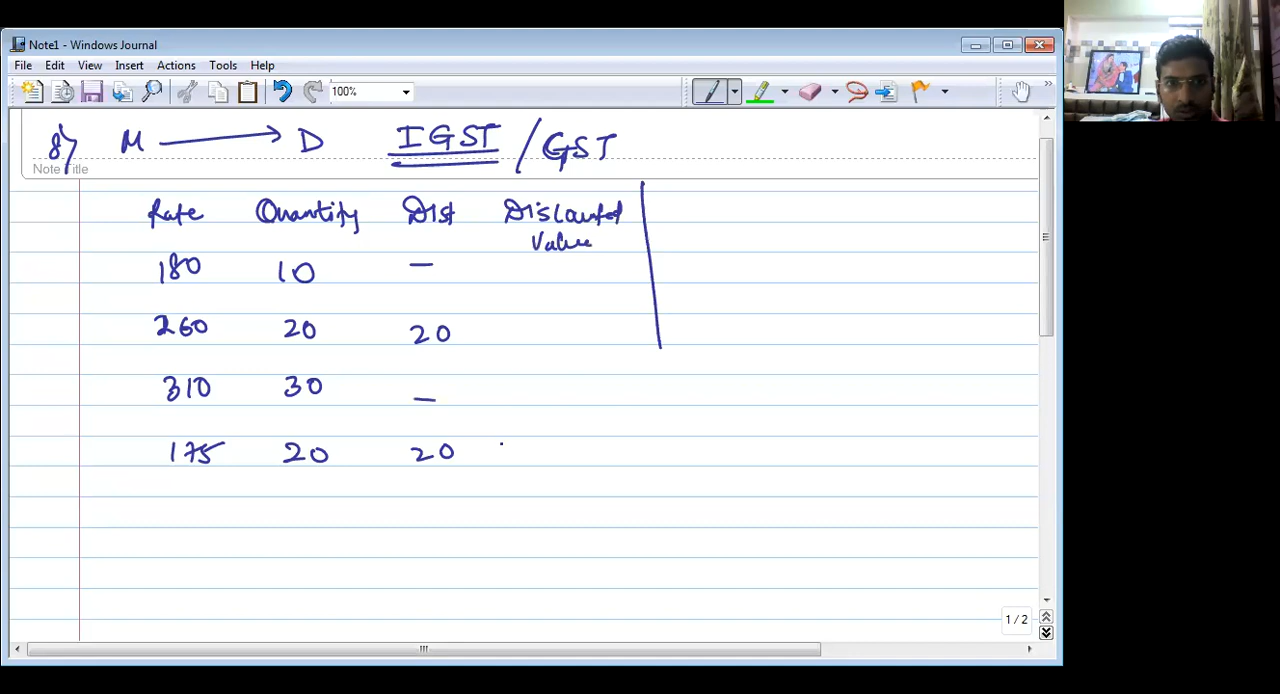 Note1 - Windows Journal
File Edit View Insert Actions Tools Help
100%
8) M → D IGST / GST
Note Title
Rate Quantity Dist Discounted
Value
180 10 —
260 20 20
310 30 —
175 20 20
1 / 2